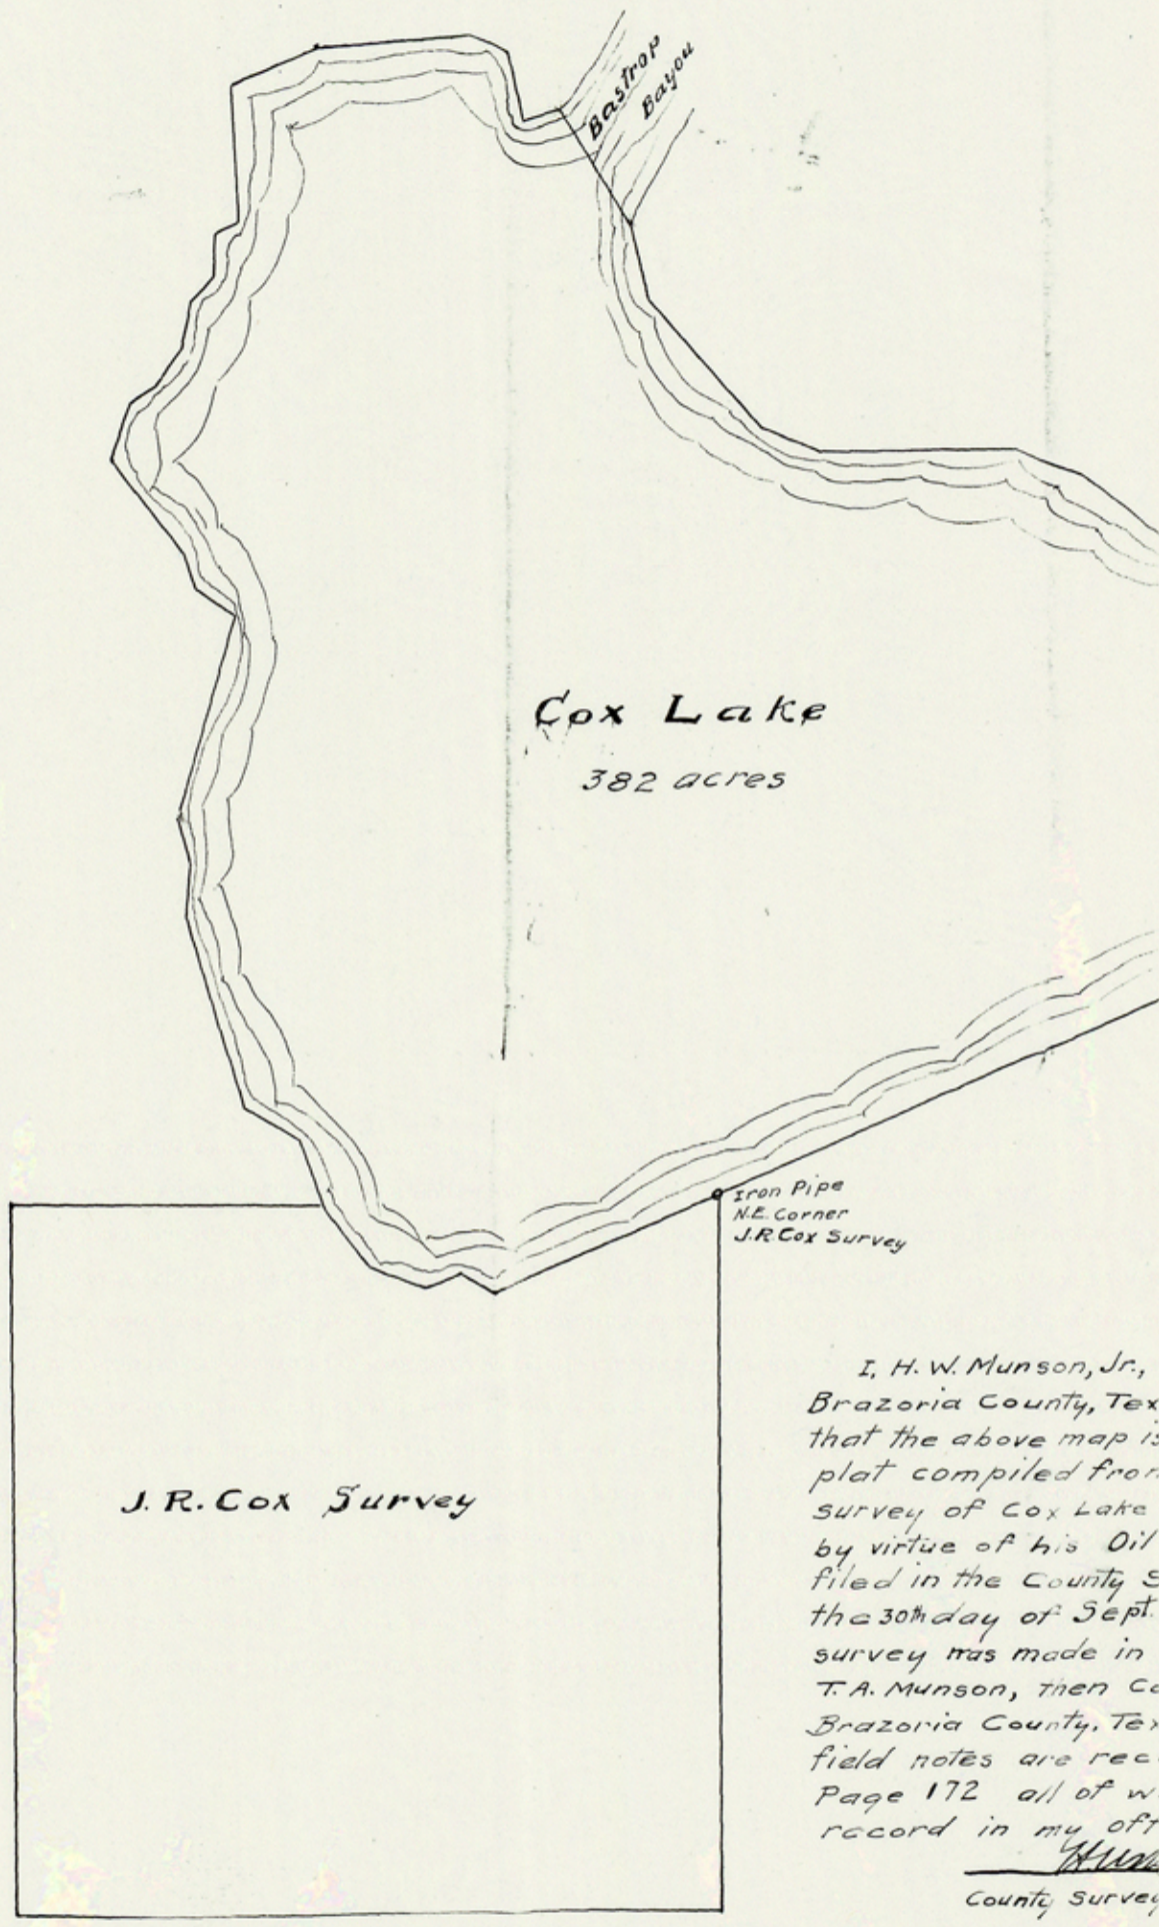 Bastrop
Bayou
Cox Lake
382 acres
Iron Pipe
N.E. Corner
J.R. Cox Survey
J.R. Cox Survey
I, H. W. Munson, Jr.,
Brazoria County, Tex
that the above map is
plat compiled from
survey of Cox Lake
by virtue of his Oil
filed in the County S
the 30th day of Sept.
survey was made in
T. A. Munson, then Co
Brazoria County, Tex
field notes are rec
Page 172 all of w
record in my off
County Survey